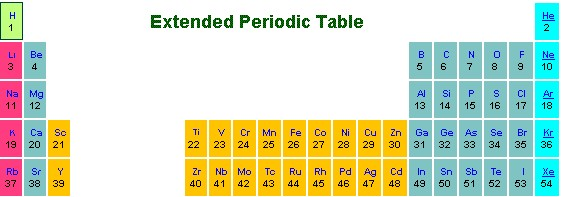 H Extended Periodic Table He
1 2
Li Be B C N O F Ne
3 4 5 6 7 8 9 10
Na Mg Al Si P S Cl Ar
11 12 13 14 15 16 17 18
K Ca Sc Ti V Cr Mn Fe Co Ni Cu Zn Ga Ge As Se Br Kr
19 20 21 22 23 24 25 26 27 28 29 30 31 32 33 34 35 36
Rb Sr Y Zr Nb Mo Tc Ru Rh Pd Ag Cd In Sn Sb Te I Xe
37 38 39 40 41 42 43 44 45 46 47 48 49 50 51 52 53 54